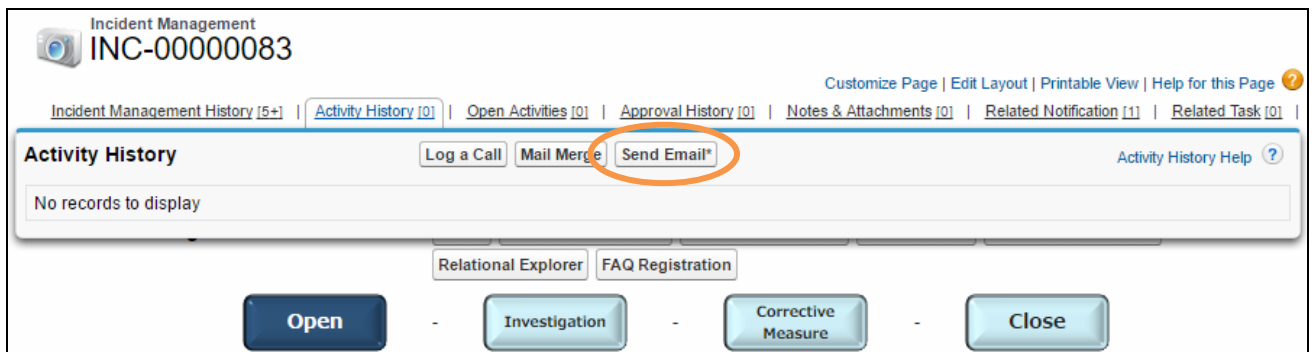 Incident Management
INC-00000083
Customize Page | Edit Layout | Printable View | Help for this Page ?
Incident Management History [5+] | Activity History [0] | Open Activities [0] | Approval History [0] | Notes & Attachments [0] | Related Notification [1] | Related Task [0] |
Activity History Log a Call Mail Merge Send Email* Activity History Help ?
No records to display
Relational Explorer FAQ Registration
Open - Investigation - Corrective Measure - Close